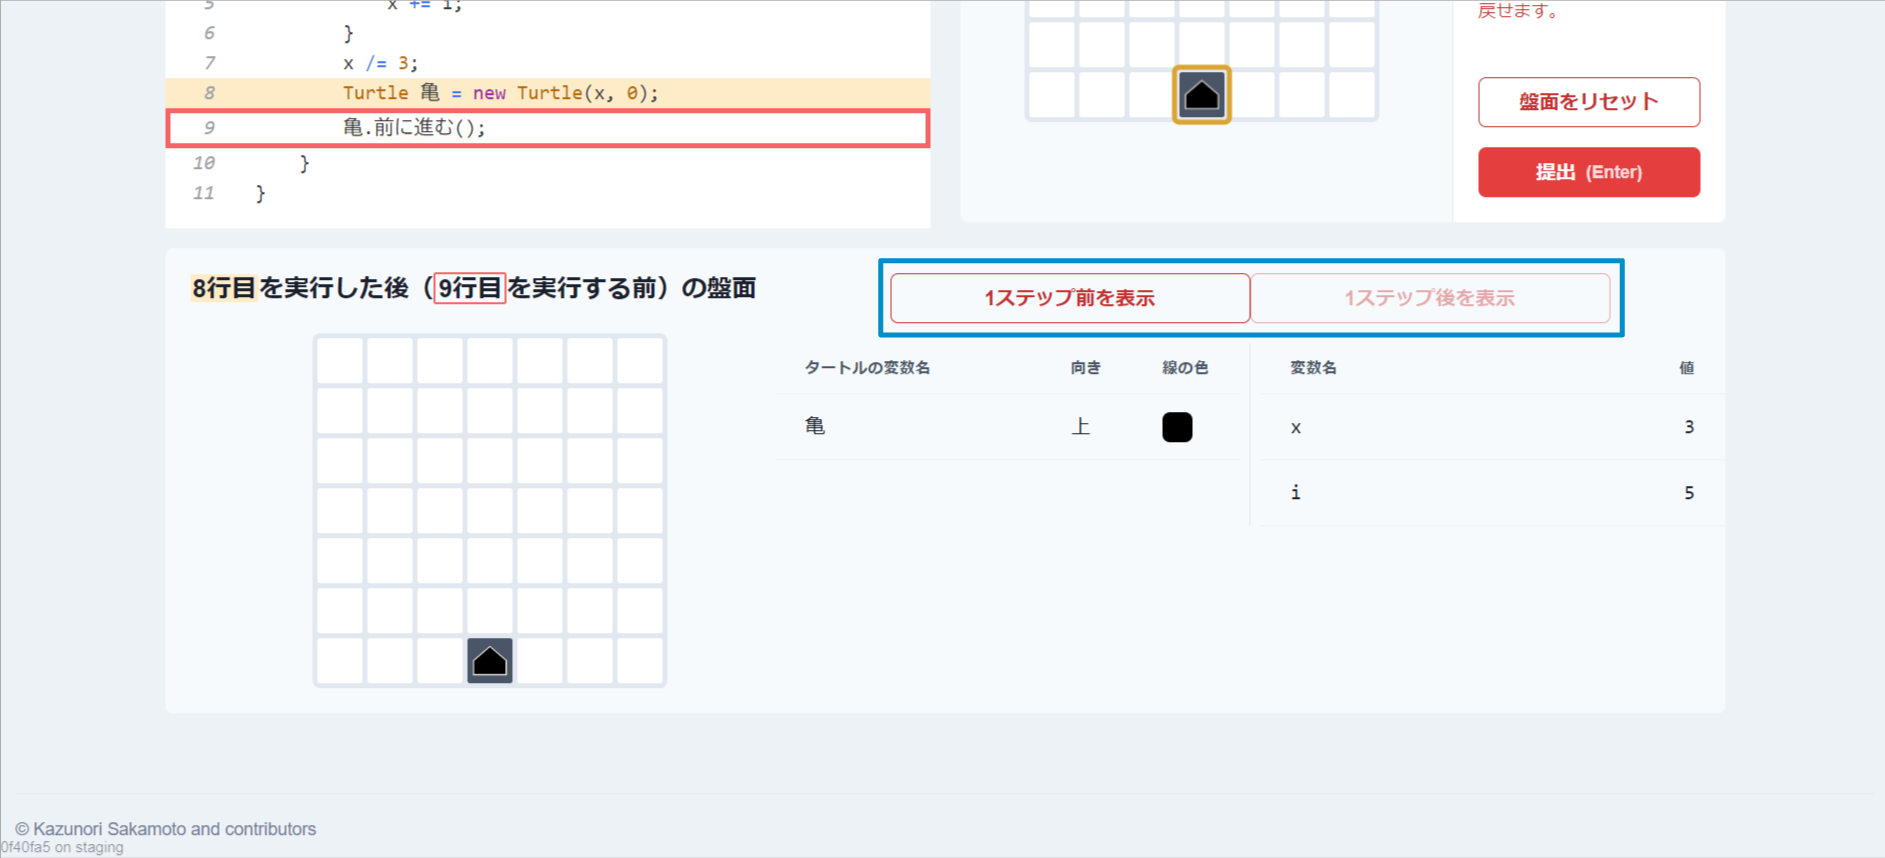 5 x += i;
6 }
7 x /= 3;
8 Turtle 亀 = new Turtle(x, 0);
9 亀.前に進む();
10 }
11 }
戻せます。
盤面をリセット
提出 (Enter)
8行目を実行した後（9行目を実行する前）の盤面
1ステップ前を表示
1ステップ後を表示
タートルの変数名 向き 線の色
亀 上
変数名 値
x 3
i 5
© Kazunori Sakamoto and contributors
0f40fa5 on staging